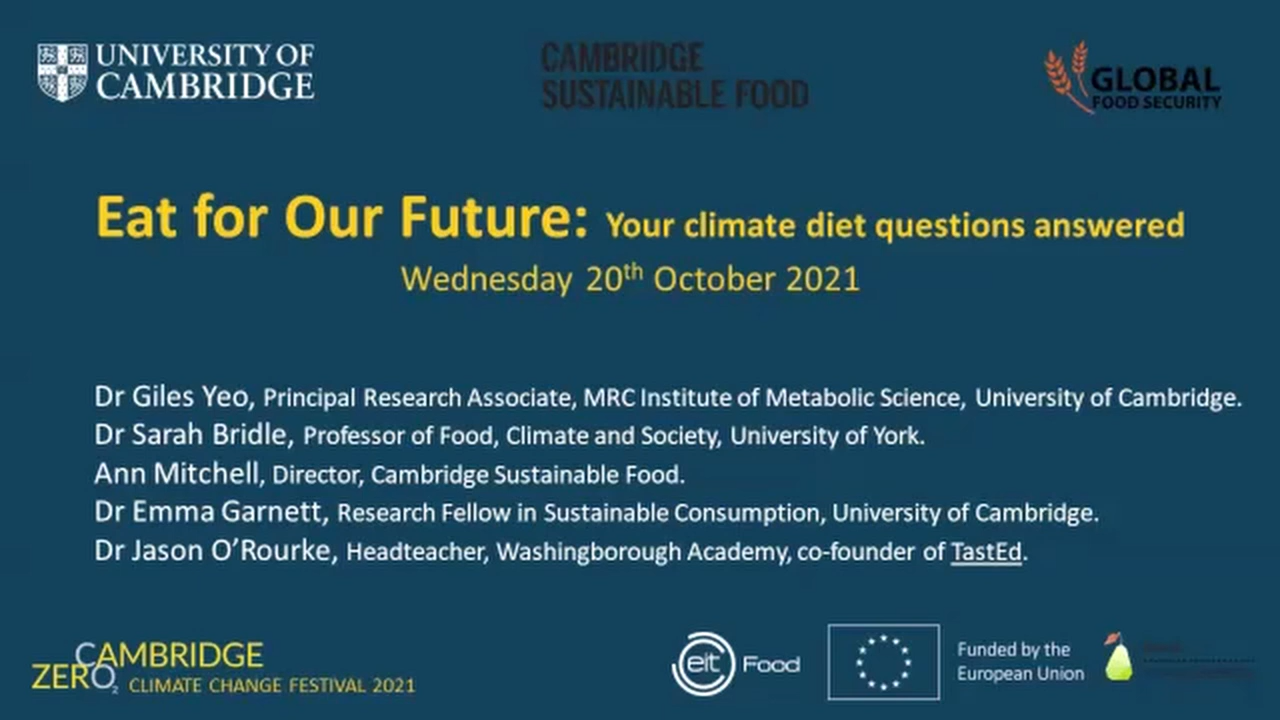 UNIVERSITY OF
CAMBRIDGE
CAMBRIDGE
SUSTAINABLE FOOD
GLOBAL
FOOD SECURITY
Eat for Our Future: Your climate diet questions answered
Wednesday 20th October 2021
Dr Giles Yeo, Principal Research Associate, MRC Institute of Metabolic Science, University of Cambridge.
Dr Sarah Bridle, Professor of Food, Climate and Society, University of York.
Ann Mitchell, Director, Cambridge Sustainable Food.
Dr Emma Garnett, Research Fellow in Sustainable Consumption, University of Cambridge.
Dr Jason O’Rourke, Headteacher, Washingborough Academy, co-founder of TastEd.
CAMBRIDGE
ZERO2 CLIMATE CHANGE FESTIVAL 2021
eit Food
Funded by the
European Union